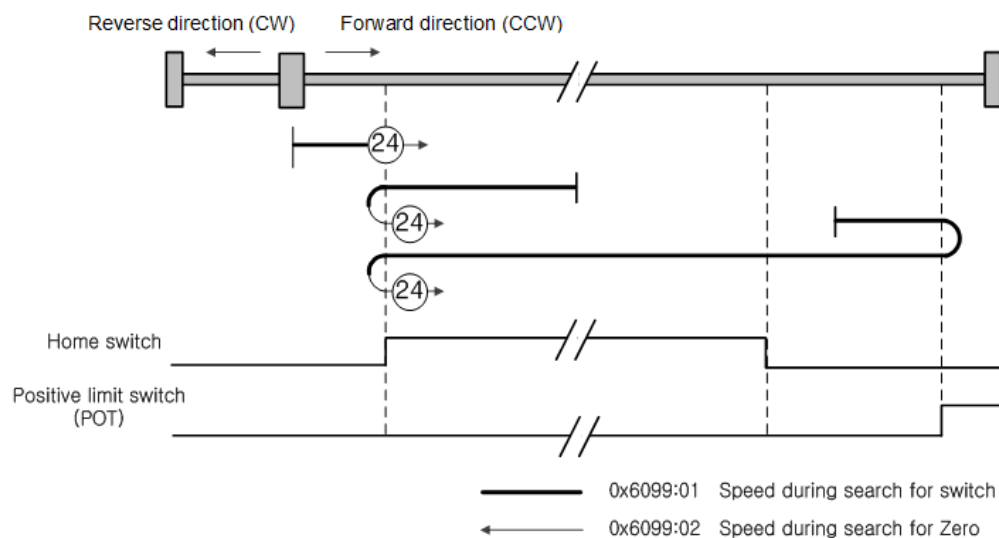 Reverse direction (CW) Forward direction (CCW)
24
24
24
Home switch
Positive limit switch
(POT)
0x6099:01 Speed during search for switch
0x6099:02 Speed during search for Zero